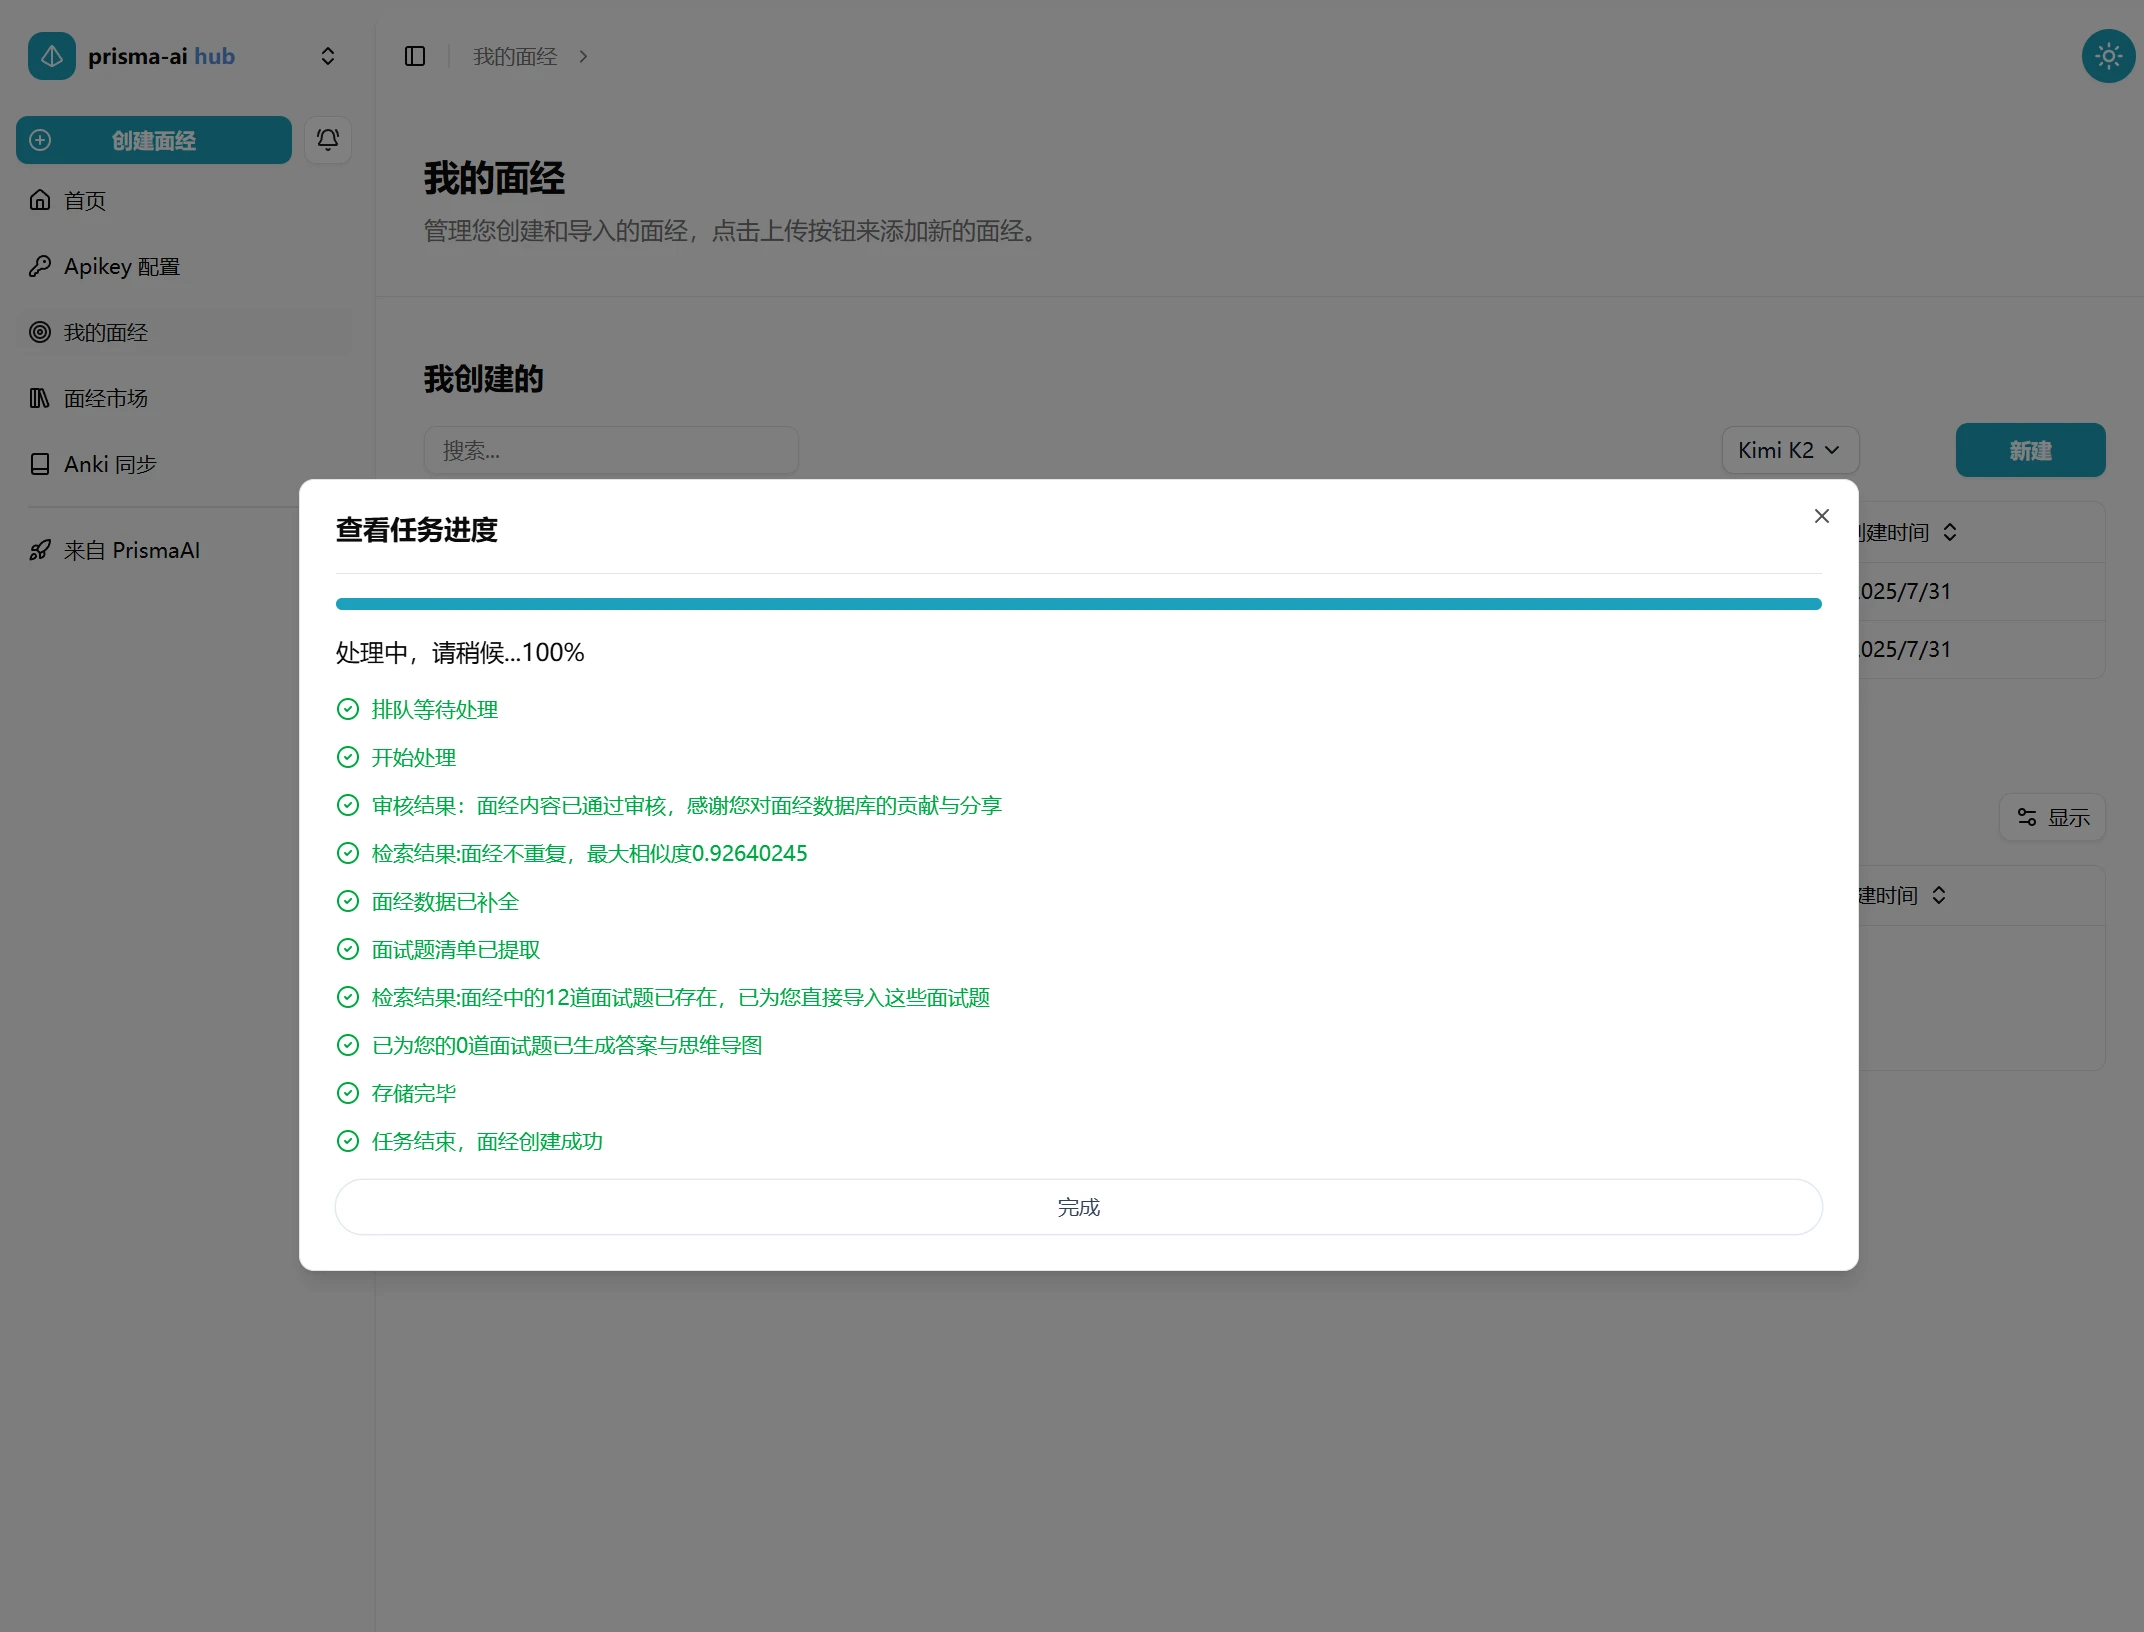 prisma-ai hub
创建面经
首页
Apikey 配置
我的面经
面经市场
Anki 同步
来自 PrismaAI
我的面经
我的面经
管理您创建和导入的面经，点击上传按钮来添加新的面经。
我创建的
搜索...
Kimi K2
新建
建时间
025/7/31
025/7/31
显示
建时间
查看任务进度
处理中，请稍候...100%
排队等待处理
开始处理
审核结果：面经内容已通过审核，感谢您对面经数据库的贡献与分享
检索结果:面经不重复，最大相似度0.92640245
面经数据已补全
面试题清单已提取
检索结果:面经中的12道面试题已存在，已为您直接导入这些面试题
已为您的0道面试题已生成答案与思维导图
存储完毕
任务结束，面经创建成功
完成